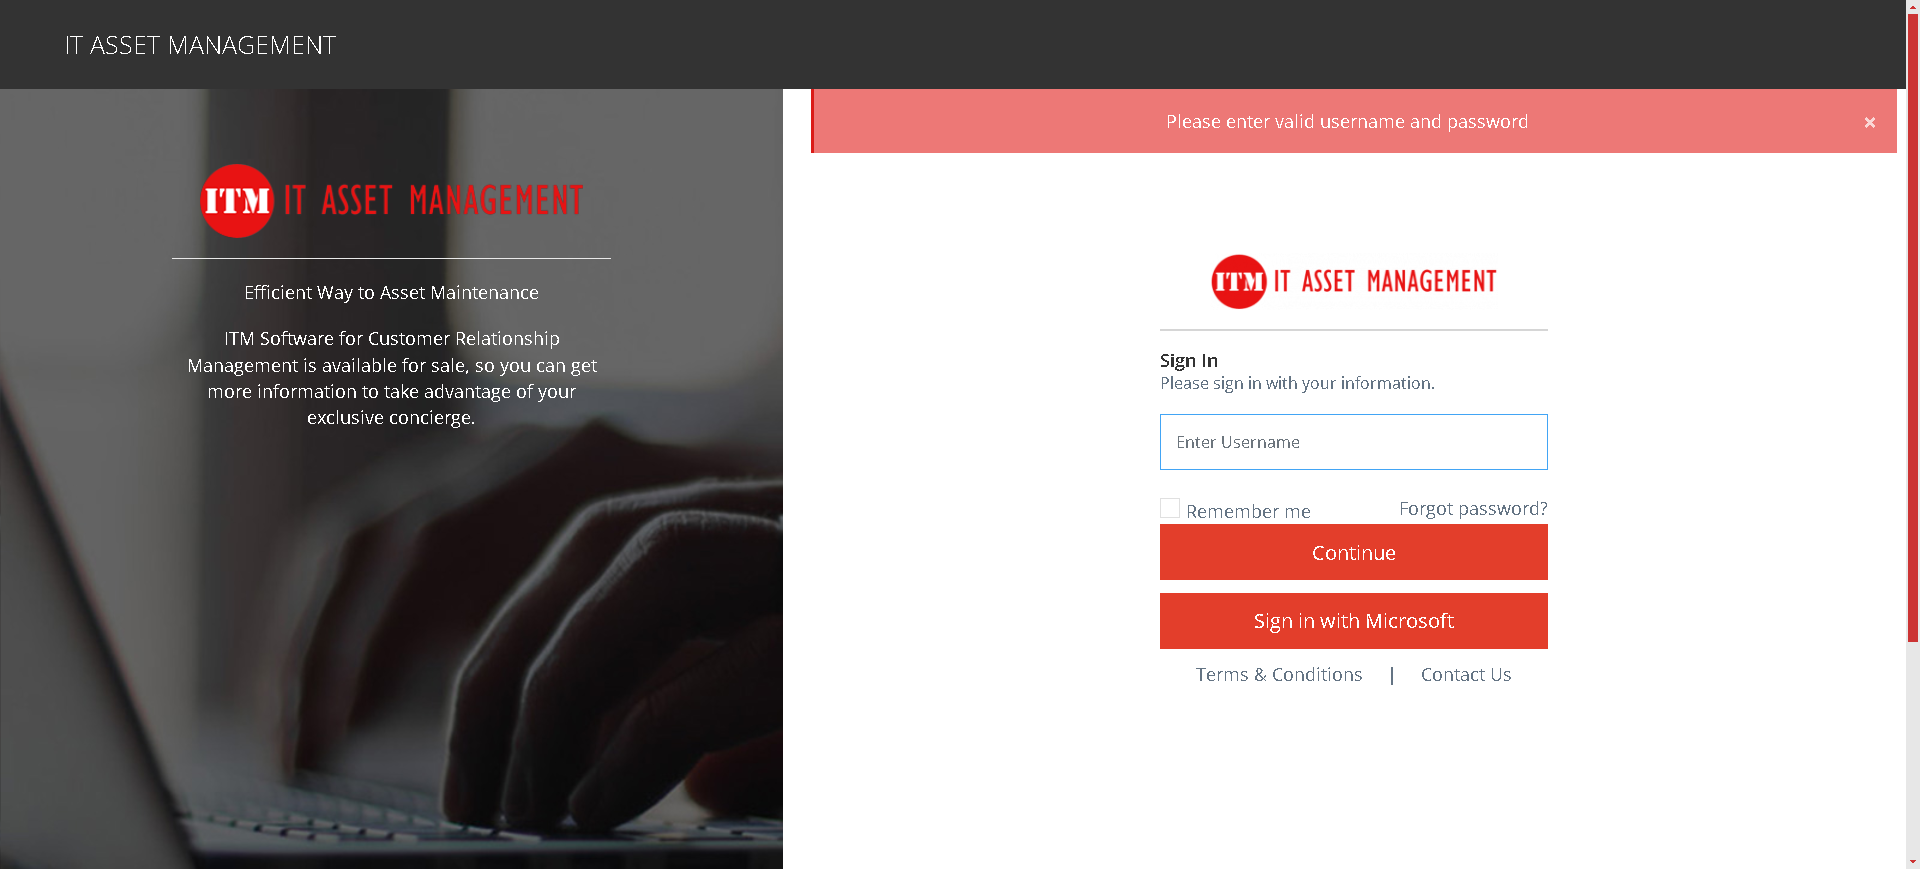 IT ASSET MANAGEMENT
ITM IT ASSET MANAGEMENT
Efficient Way to Asset Maintenance
ITM Software for Customer Relationship
Management is available for sale, so you can get
more information to take advantage of your
exclusive concierge.
Please enter valid username and password ×
ITM IT ASSET MANAGEMENT
Sign In
Please sign in with your information.
Enter Username
Remember me Forgot password?
Continue
Sign in with Microsoft
Terms & Conditions | Contact Us